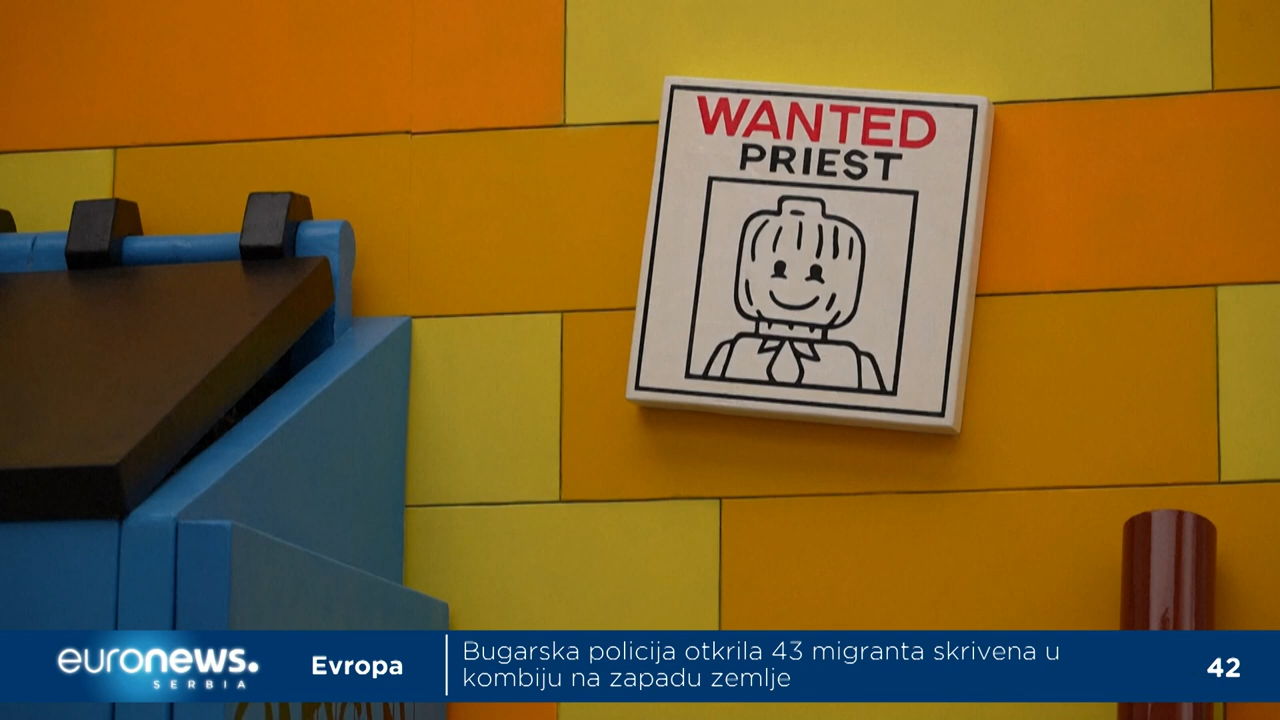 WANTED
PRIEST
euronews.
SERBIA
Evropa
Bugarska policija otkrila 43 migranta skrivena u
kombiju na zapadu zemlje
42